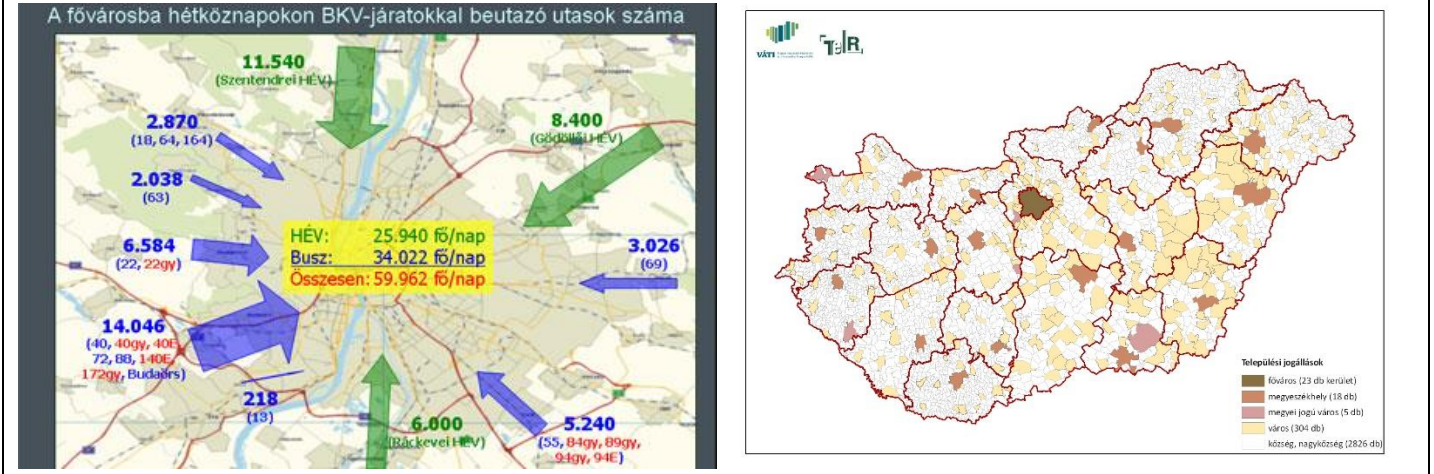 A fővárosba hétköznapokon BKV-járatokkal beutazó utasok száma
11.540
(Szentendrei HÉV)
2.870
(18, 64, 164)
8.400
(Gödöllői HÉV)
2.038
(63)
6.584
(22, 22gy)
HÉV: 25.940 fő/nap
Busz: 34.022 fő/nap
Összesen: 59.962 fő/nap
3.026
(69)
14.046
(40, 40gy, 40E,
72, 88, 140E,
172gy, Budaörs)
218
(13)
6.000
(Ráckevei HÉV)
5.240
(55, 84gy, 89gy,
94gy, 94E)
VÁTI
TeIR
Települési jogállások
főváros (23 db kerület)
megyeszékhely (18 db)
megyei jogú város (5 db)
város (304 db)
község, nagyközség (2826 db)